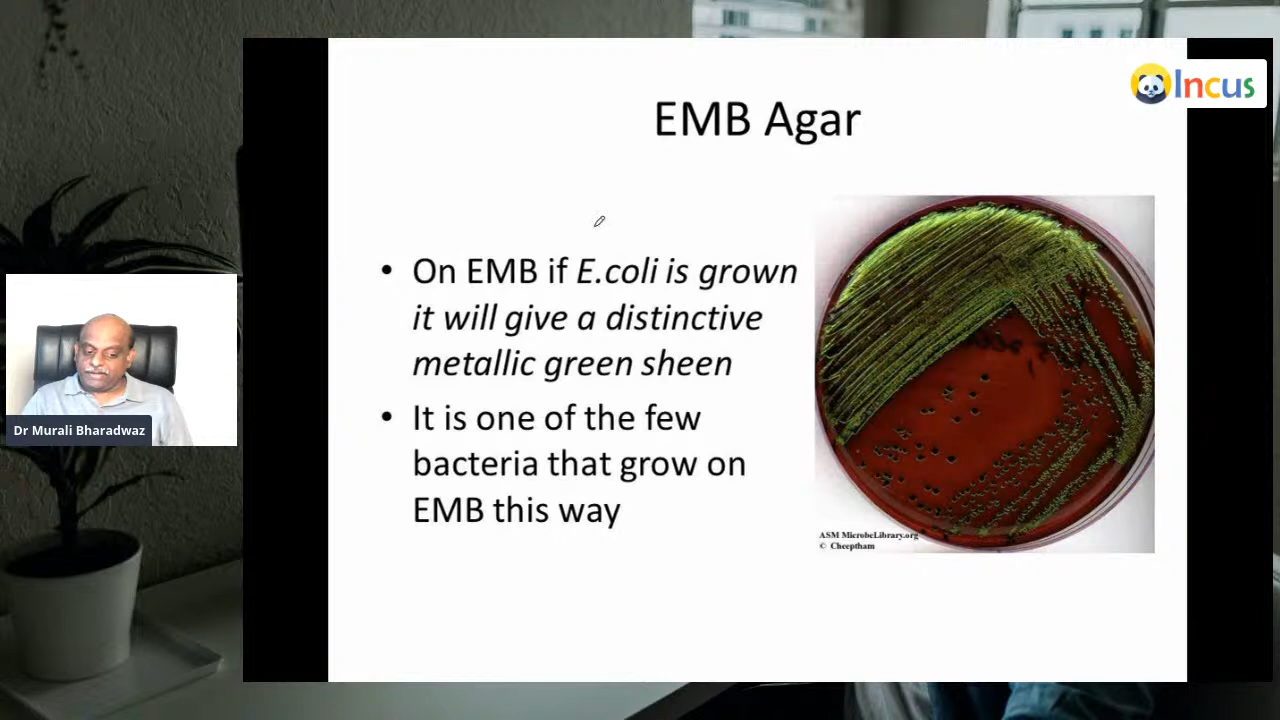 Incus
EMB Agar
• On EMB if E.coli is grown
it will give a distinctive
metallic green sheen
• It is one of the few
bacteria that grow on
EMB this way
ASM MicrobeLibrary.org
© Cheeptham
Dr Murali Bharadwaz